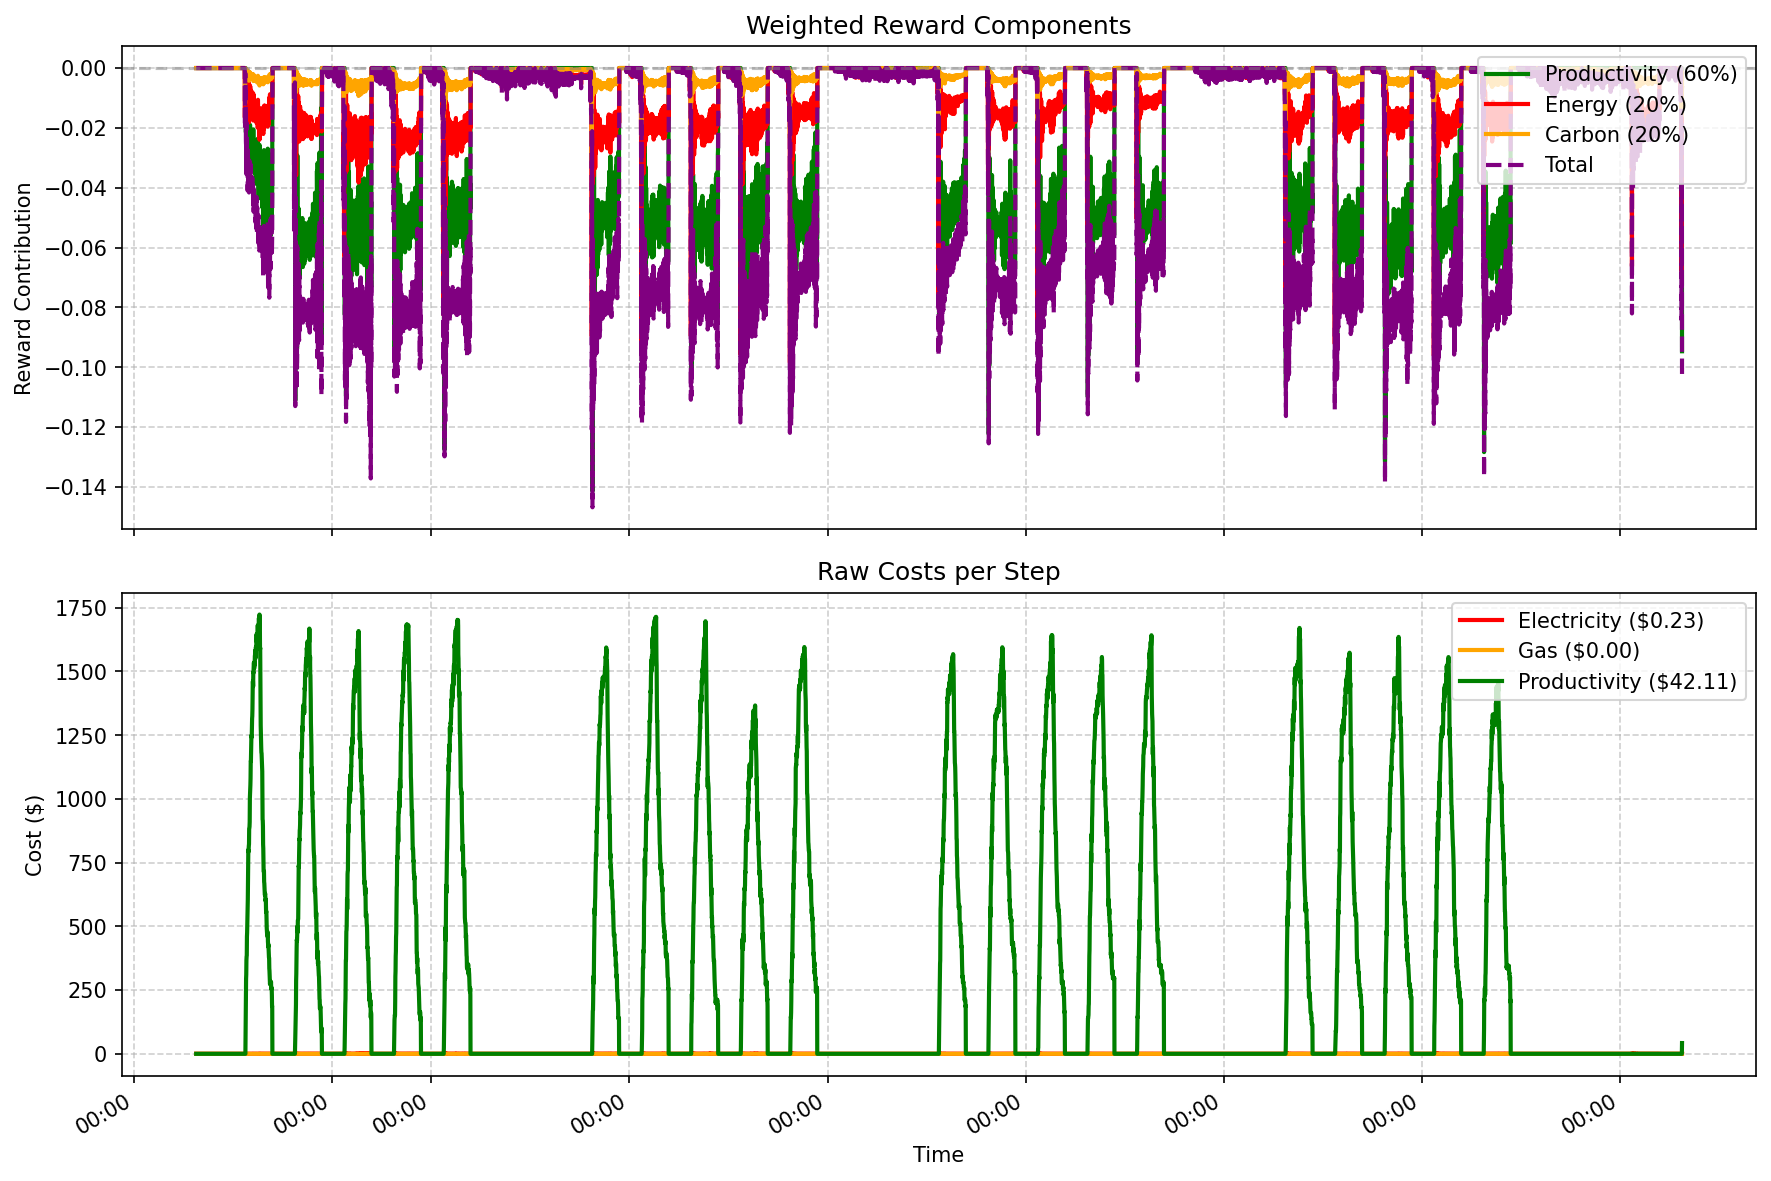 Weighted Reward Components
Reward Contribution
0.00
−0.02
−0.04
−0.06
−0.08
−0.10
−0.12
−0.14
Productivity (60%)
Energy (20%)
Carbon (20%)
Total
Raw Costs per Step
Cost ($)
1750
1500
1250
1000
750
500
250
0
Electricity ($0.23)
Gas ($0.00)
Productivity ($42.11)
00:00
00:00
00:00
00:00
00:00
00:00
00:00
00:00
00:00
Time